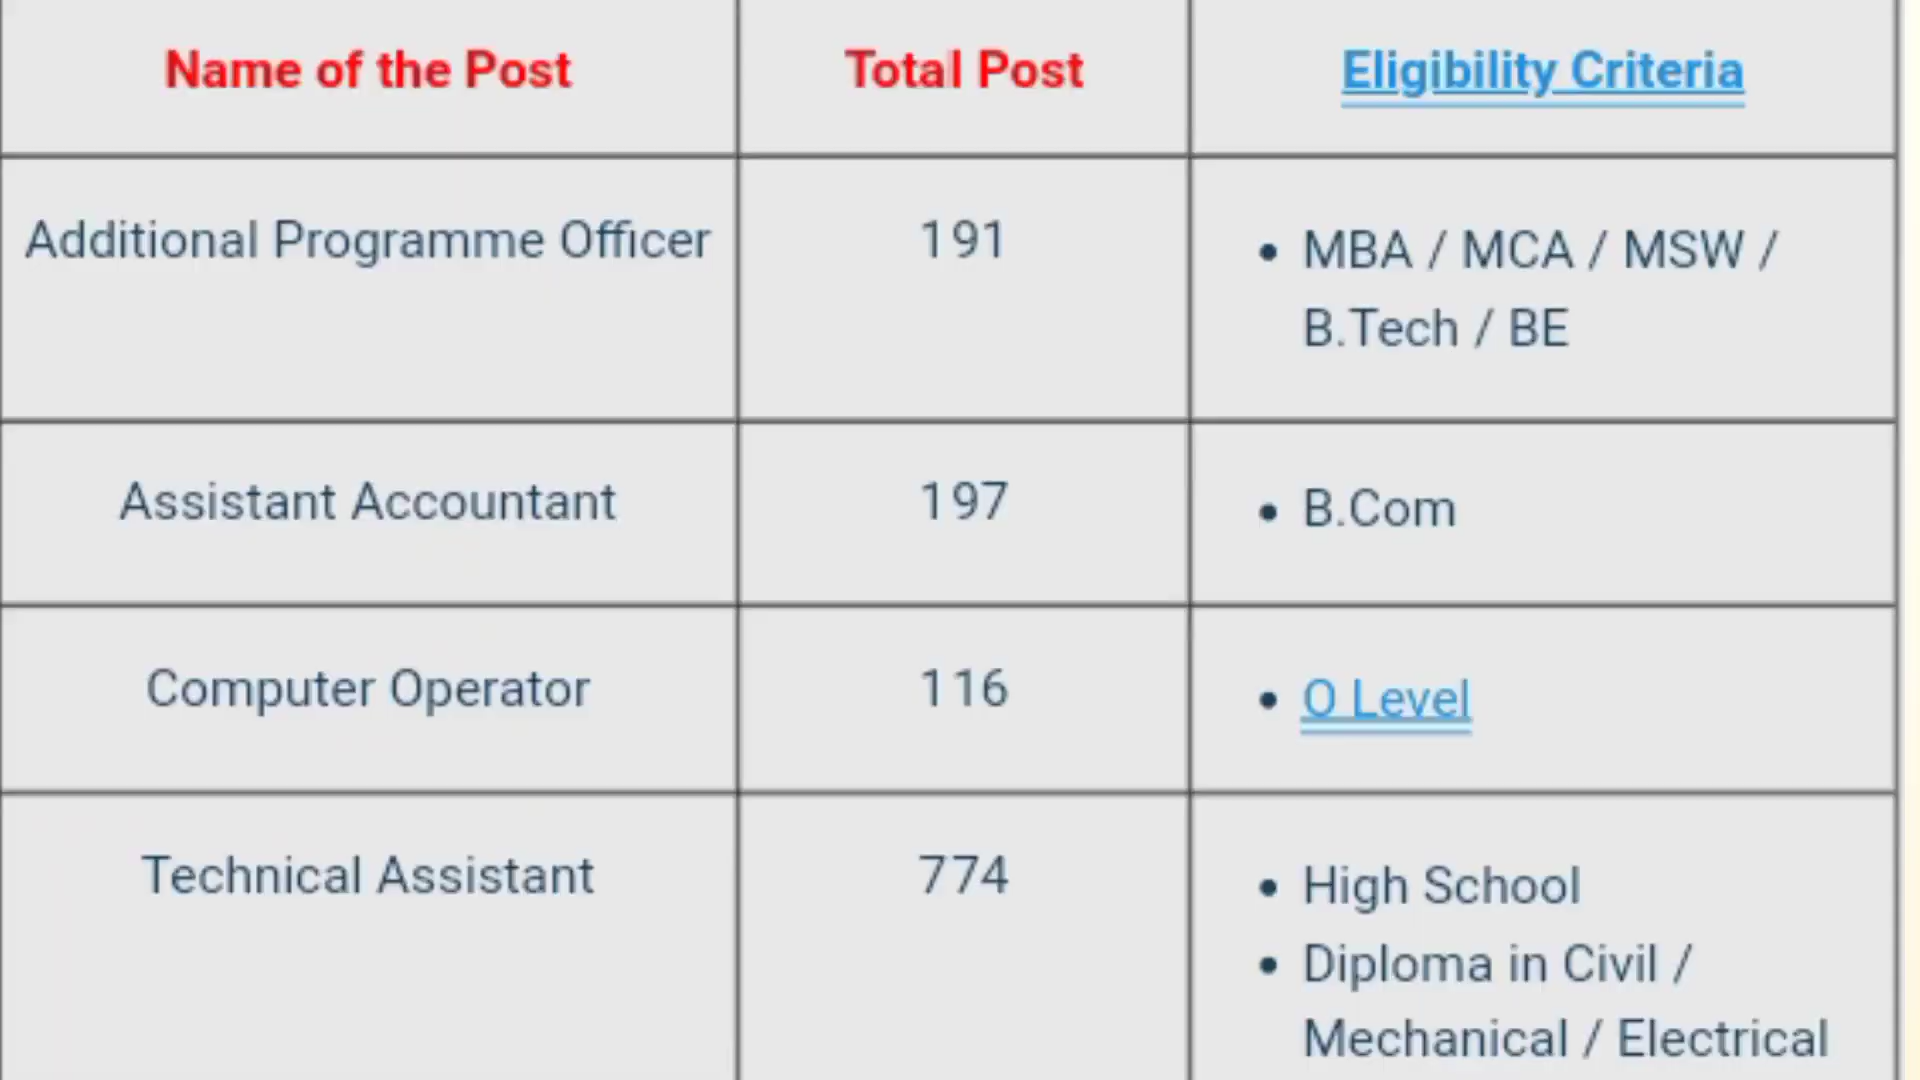 Name of the Post Total Post Eligibility Criteria
Additional Programme Officer 191 • MBA / MCA / MSW /
B.Tech / BE
Assistant Accountant 197 • B.Com
Computer Operator 116 • O Level
Technical Assistant 774 • High School
• Diploma in Civil /
Mechanical / Electrical